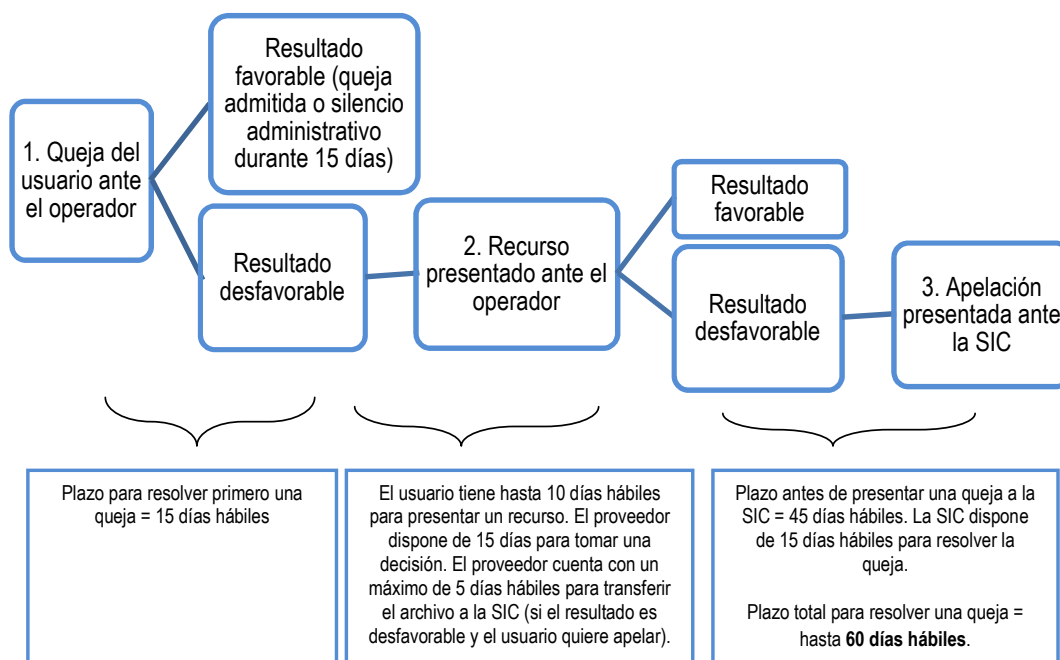 Resultado
favorable (queja
admitida o silencio
administrativo
durante 15 días)
1. Queja del
usuario ante
el operador
Resultado
desfavorable
2. Recurso
presentado ante el
operador
Resultado
favorable
Resultado
desfavorable
3. Apelación
presentada ante
la SIC
Plazo para resolver primero una
queja = 15 días hábiles
El usuario tiene hasta 10 días hábiles
para presentar un recurso. El proveedor
dispone de 15 días para tomar una
decisión. El proveedor cuenta con un
máximo de 5 días hábiles para transferir
el archivo a la SIC (si el resultado es
desfavorable y el usuario quiere apelar).
Plazo antes de presentar una queja a la
SIC = 45 días hábiles. La SIC dispone
de 15 días hábiles para resolver la
queja.
Plazo total para resolver una queja =
hasta 60 días hábiles.